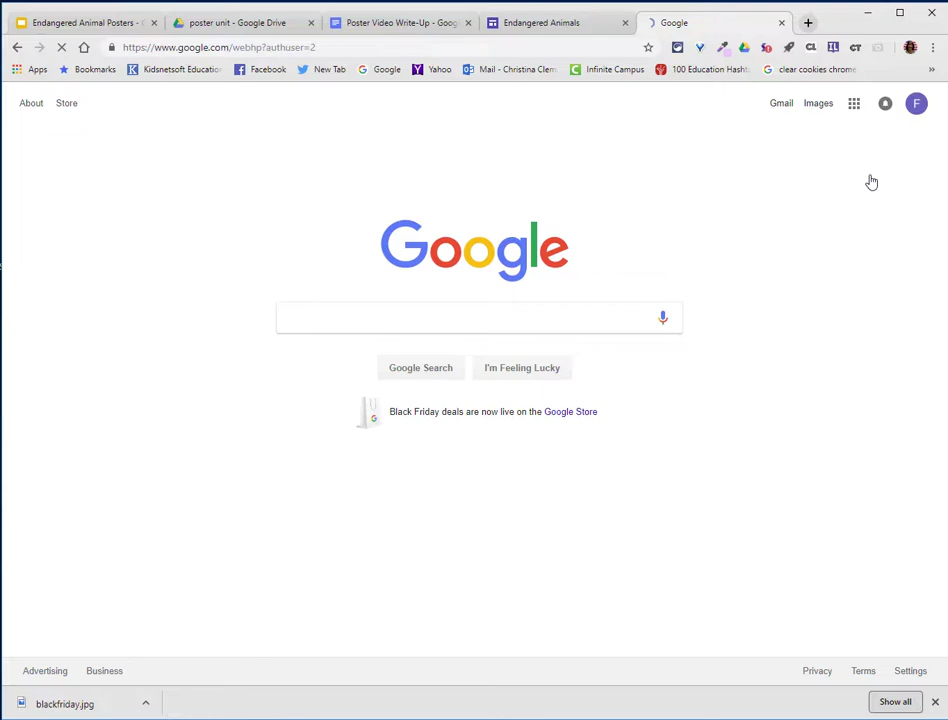 Endangered Animal Posters - G
poster unit - Google Drive
Poster Video Write-Up - Goog
Endangered Animals
Google
https://www.google.com/webhp?authuser=2
Apps
Bookmarks
Kidsnetsoft Educatio
Facebook
New Tab
Google
Yahoo
Mail - Christina Clem
Infinite Campus
100 Education Hasht
clear cookies chrome
»
About
Store
Gmail
Images
F
Google
Google Search
I'm Feeling Lucky
Black Friday deals are now live on the Google Store
Advertising
Business
Privacy
Terms
Settings
blackfriday.jpg
Show all